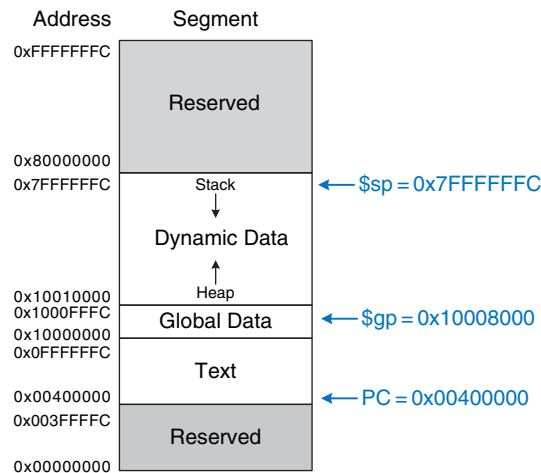 Address Segment
0xFFFFFFFC
Reserved
0x80000000
0x7FFFFFFC Stack $sp = 0x7FFFFFFC
Dynamic Data
0x10010000 Heap
0x1000FFFC
Global Data $gp = 0x10008000
0x10000000
0x0FFFFFFC
Text
0x00400000 PC = 0x00400000
0x003FFFFC
Reserved
0x00000000